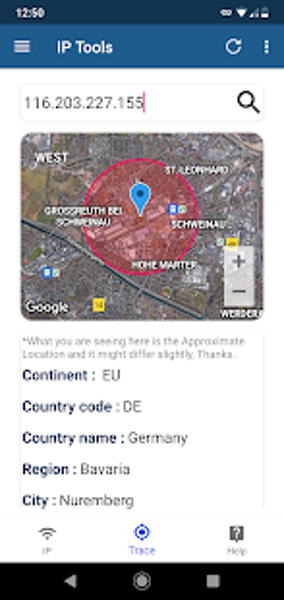 12:50
IP Tools
116.203.227.155
WEST
ST. LEONHARD
GROSSREUTH BEI
SCHWEINAU
SCHWEINAU
HOHE MARTER
+
−
Google
14
WERDERA
*What you are seeing here is the Approximate
Location and it might differ slightly, Thanks.
Continent : EU
Country code : DE
Country name : Germany
Region : Bavaria
City : Nuremberg
IP
Trace
Help